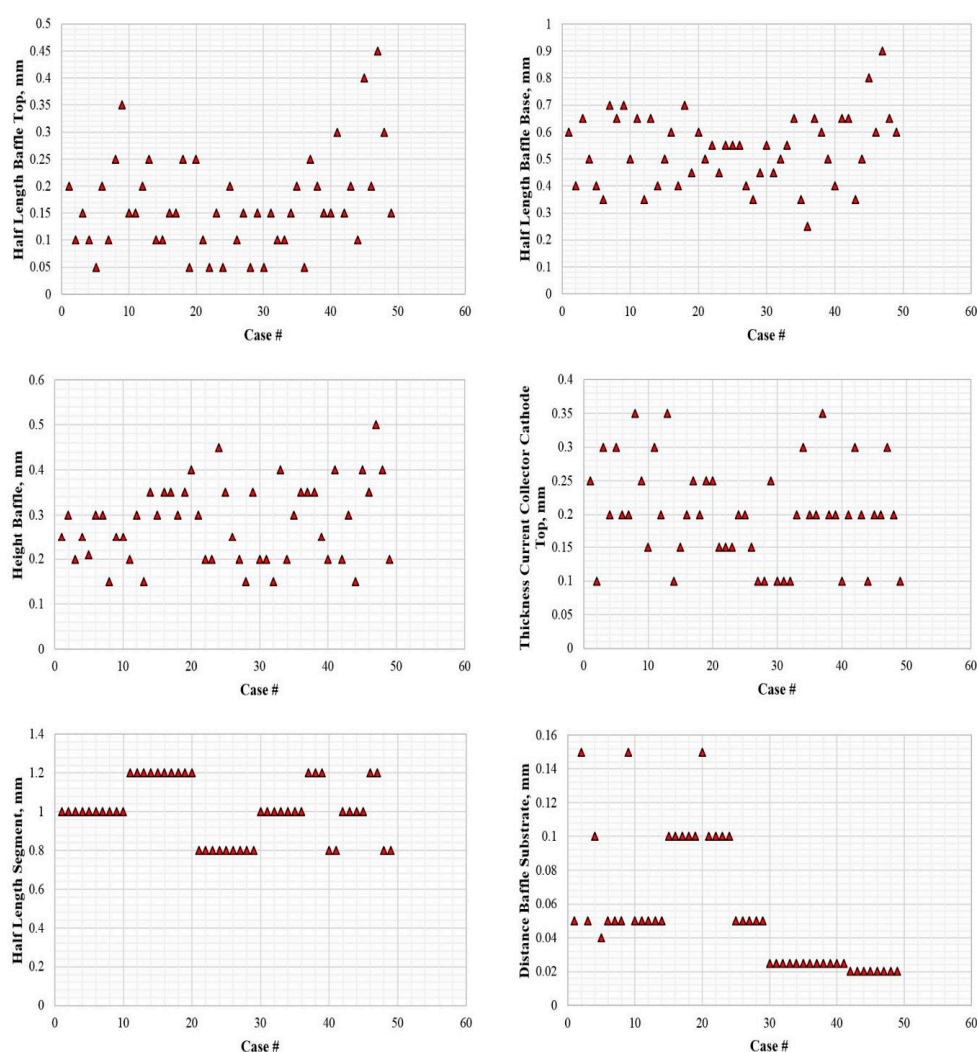 Half Length Baffle Top, mm
0.5
0.45
0.4
0.35
0.3
0.25
0.2
0.15
0.1
0.05
0
0 10 20 30 40 50 60
Case #
Half Length Baffle Base, mm
1
0.9
0.8
0.7
0.6
0.5
0.4
0.3
0.2
0.1
0
0 10 20 30 40 50 60
Case #
Height Baffle, mm
0.6
0.5
0.4
0.3
0.2
0.1
0
0 10 20 30 40 50 60
Case #
Thickness Current Collector Cathode
Top, mm
0.4
0.35
0.3
0.25
0.2
0.15
0.1
0.05
0
0 10 20 30 40 50 60
Case #
Half Length Segment, mm
1.4
1.2
1
0.8
0.6
0.4
0.2
0
0 10 20 30 40 50 60
Case #
Distance Baffle Substrate, mm
0.16
0.14
0.12
0.1
0.08
0.06
0.04
0.02
0
0 10 20 30 40 50 60
Case #